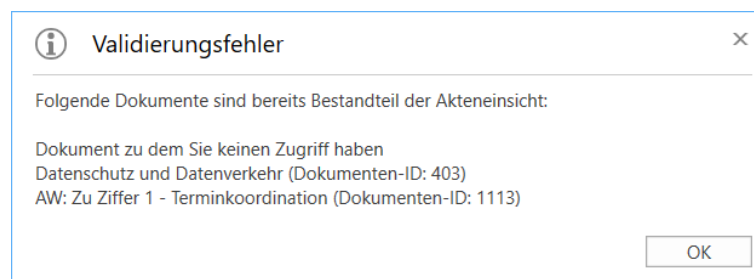 Validierungsfehler
Folgende Dokumente sind bereits Bestandteil der Akteneinsicht:
Dokument zu dem Sie keinen Zugriff haben
Datenschutz und Datenverkehr (Dokumenten-ID: 403)
AW: Zu Ziffer 1 - Terminkoordination (Dokumenten-ID: 1113)
OK